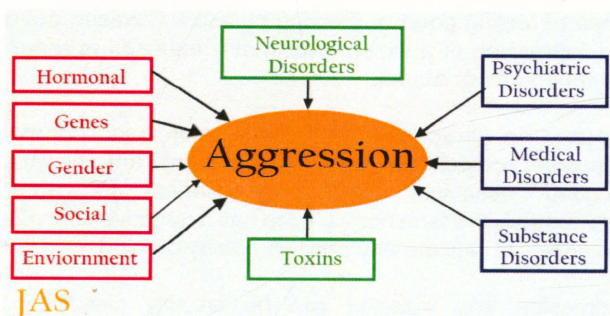 Neurological
Disorders
Hormonal
Genes
Gender
Social
Enviornment
Aggression
Psychiatric
Disorders
Medical
Disorders
Substance
Disorders
Toxins
JAS